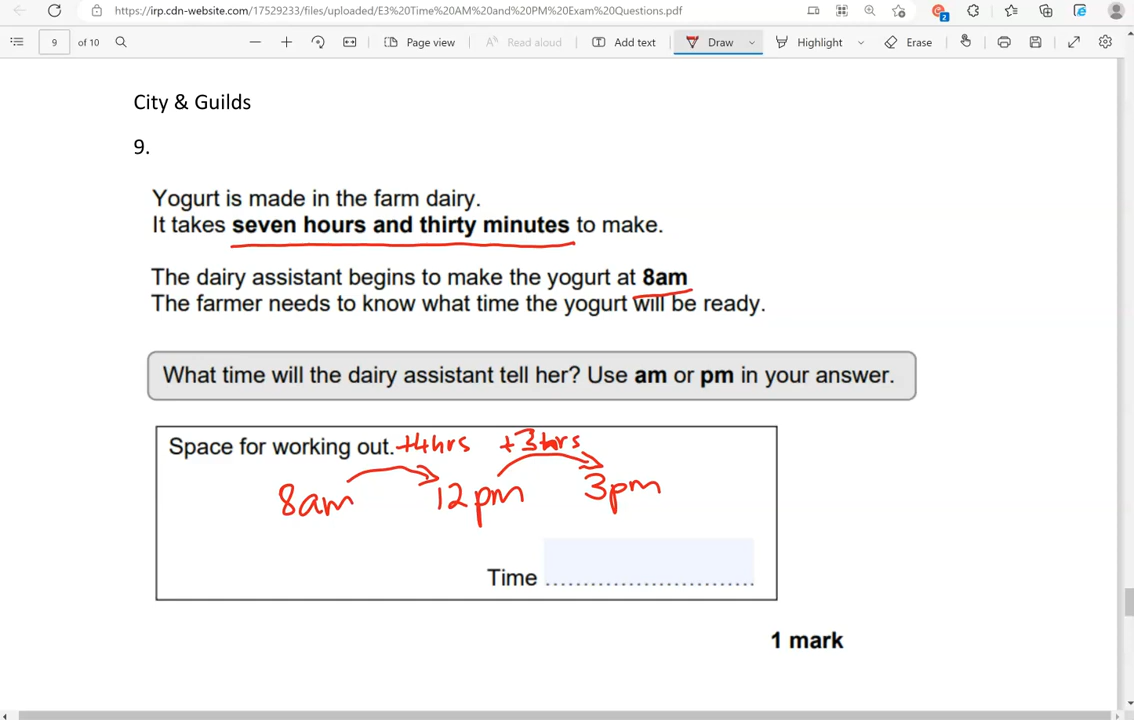 https://irp.cdn-website.com/17529233/files/uploaded/E3%20Time%20AM%20and%20PM%20Exam%20Questions.pdf
2
9 of 10
Page view
Read aloud
Add text
Draw
Highlight
Erase
City & Guilds
9.
Yogurt is made in the farm dairy.
It takes seven hours and thirty minutes to make.
The dairy assistant begins to make the yogurt at 8am
The farmer needs to know what time the yogurt will be ready.
What time will the dairy assistant tell her? Use am or pm in your answer.
Space for working out. +4hrs +3hrs
8am 12pm 3pm
Time
1 mark